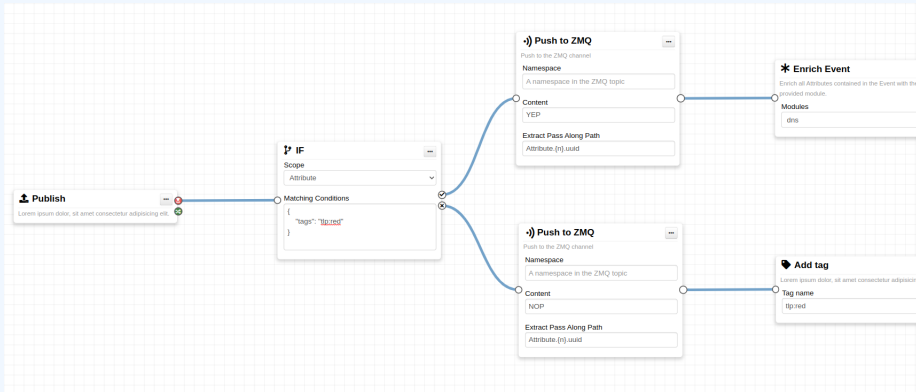 Publish
Lorem ipsum dolor, sit amet consectetur adipisicing elit.
IF
Scope
Attribute
Matching Conditions
{
"tags": "tlp:red"
}
Push to ZMQ
Push to the ZMQ channel
Namespace
A namespace in the ZMQ topic
Content
YEP
Extract Pass Along Path
Attribute.{n}.uuid
Push to ZMQ
Push to the ZMQ channel
Namespace
A namespace in the ZMQ topic
Content
NOP
Extract Pass Along Path
Attribute.{n}.uuid
Enrich Event
Enrich all Attributes contained in the Event with the
provided module.
Modules
dns
Add tag
Lorem ipsum dolor, sit amet consectetur
Tag name
tlp:red